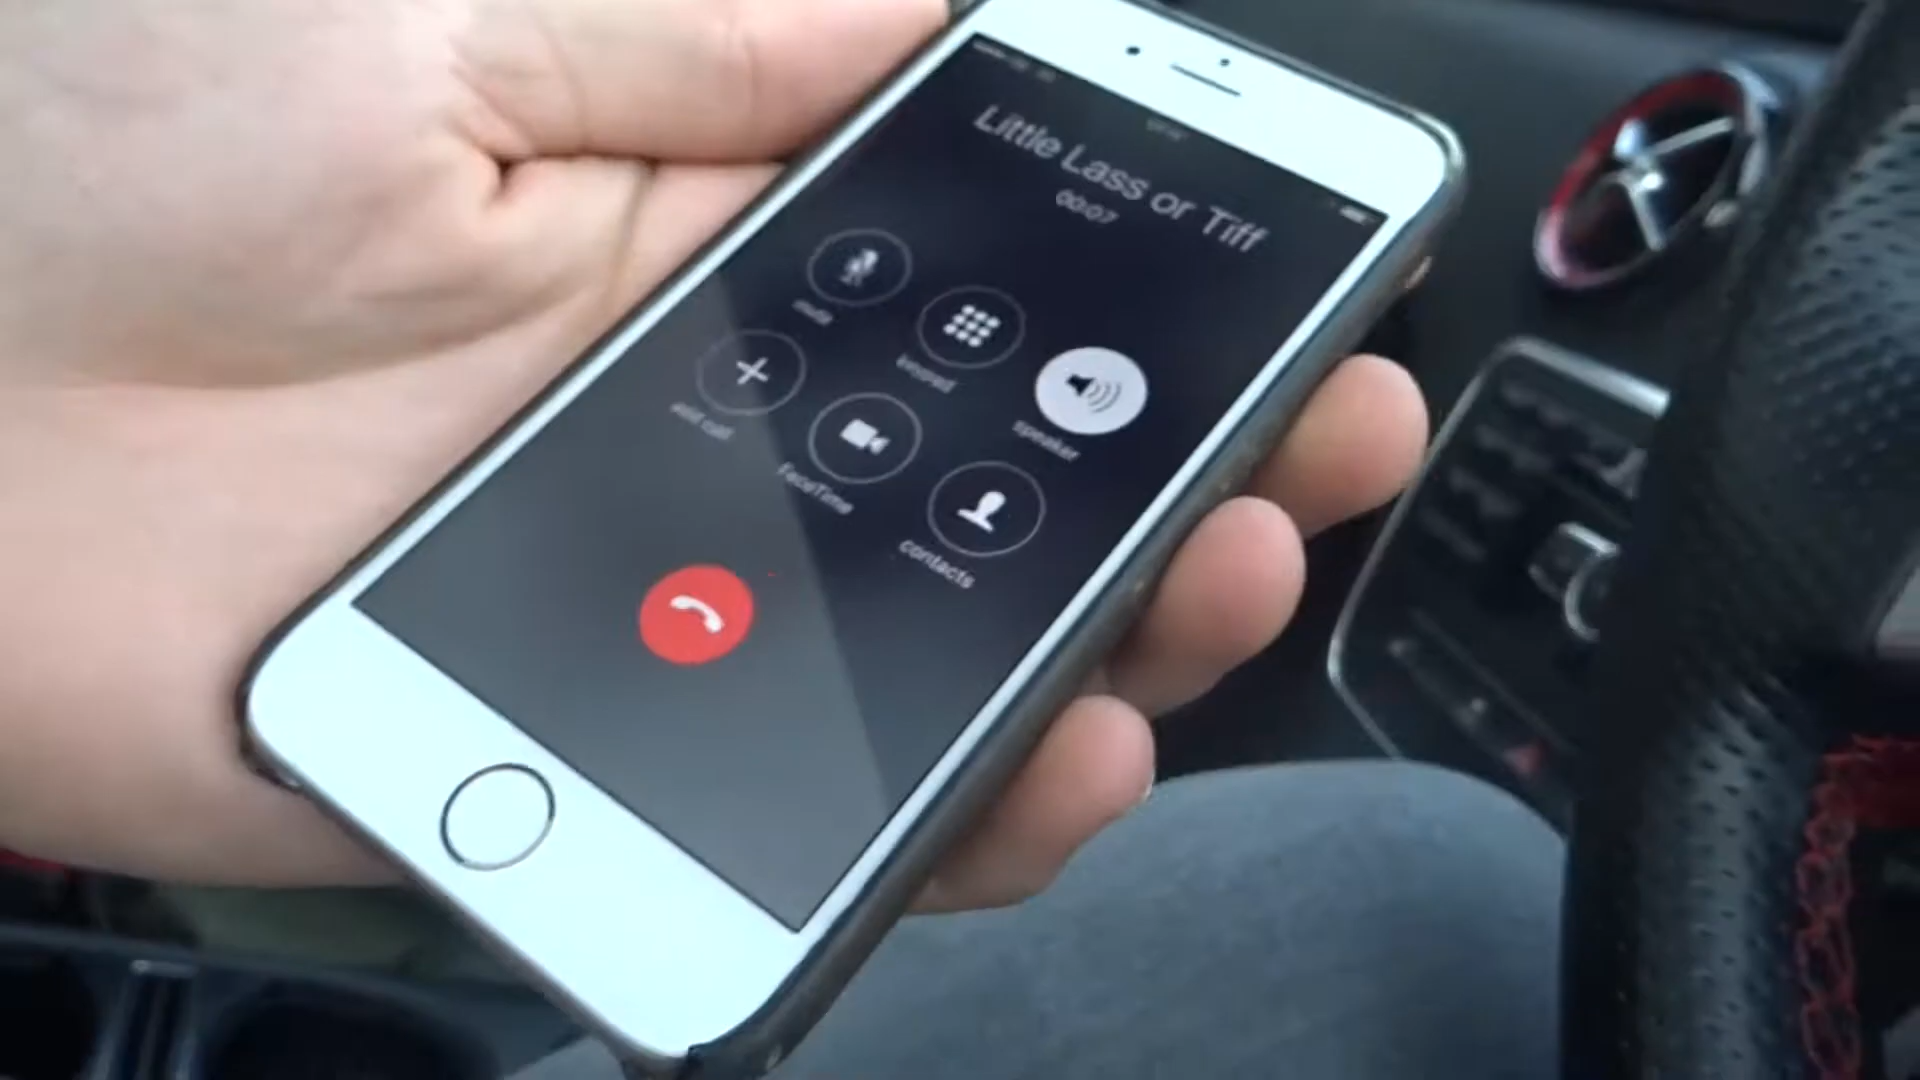 Little Lass or Tiff
00:07
mute
keypad
speaker
add call
FaceTime
contacts